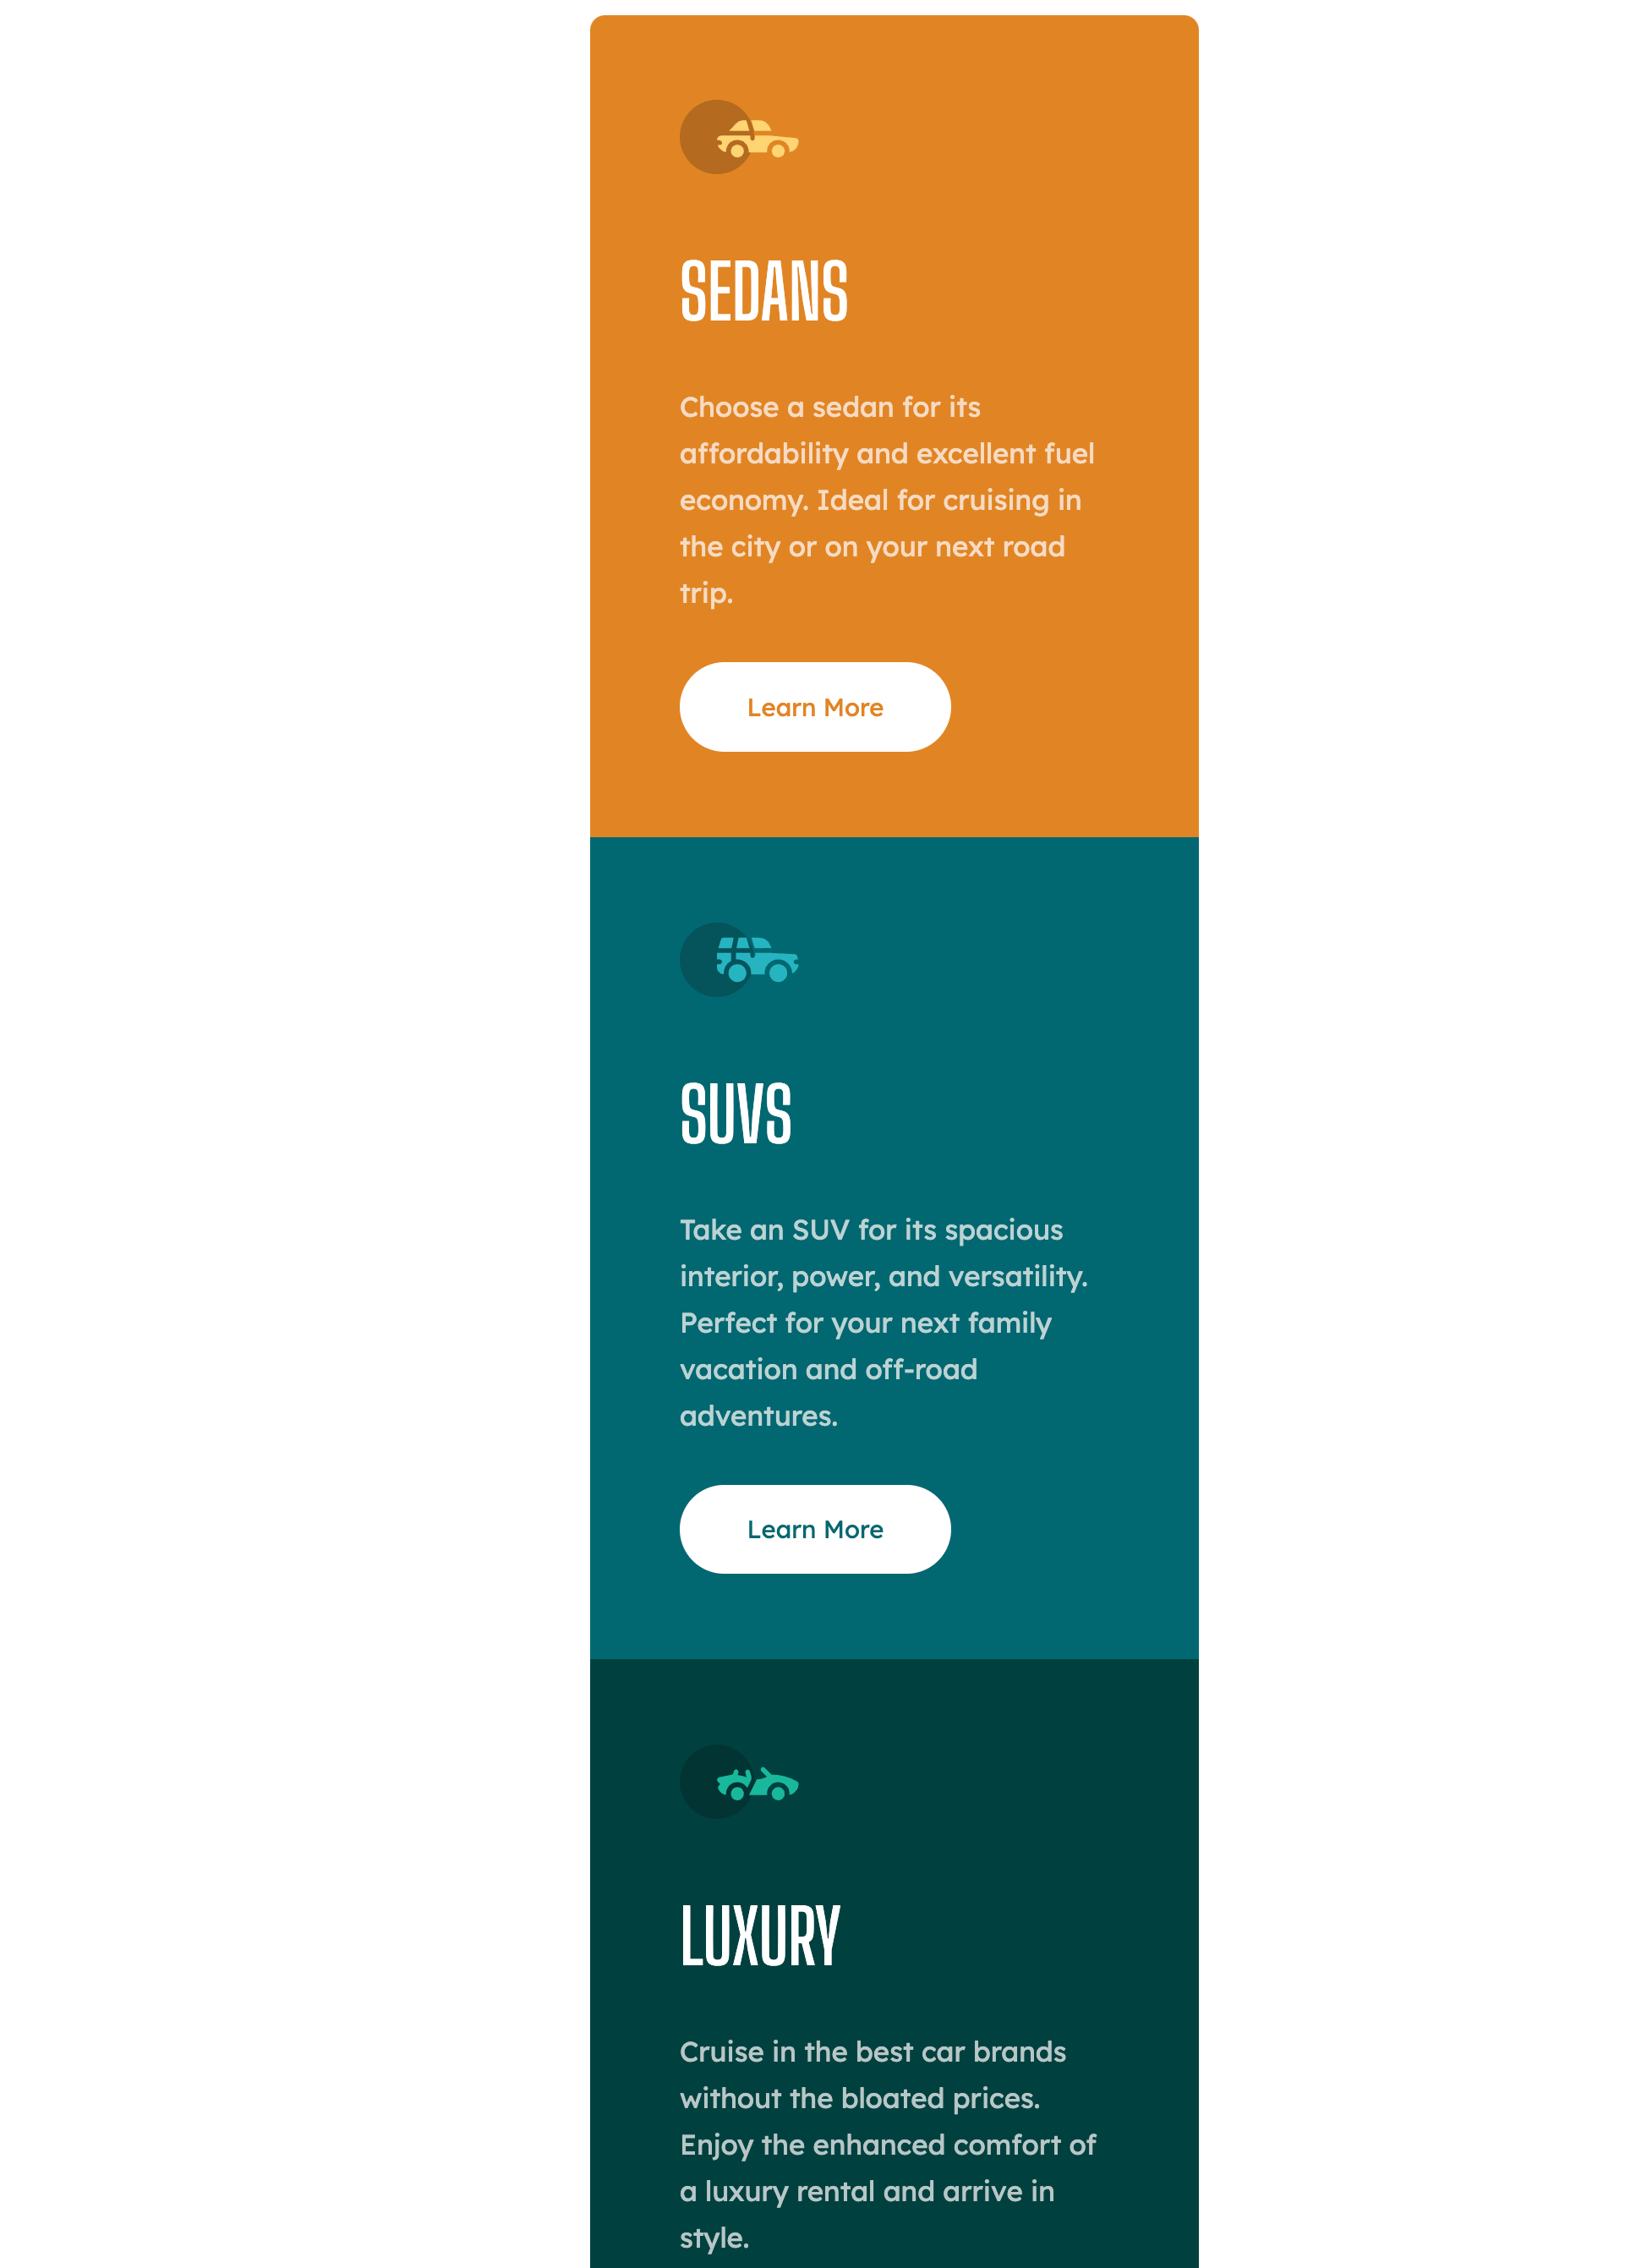 SEDANS
Choose a sedan for its
affordability and excellent fuel
economy. Ideal for cruising in
the city or on your next road
trip.
Learn More
SUVS
Take an SUV for its spacious
interior, power, and versatility.
Perfect for your next family
vacation and off-road
adventures.
Learn More
LUXURY
Cruise in the best car brands
without the bloated prices.
Enjoy the enhanced comfort of
a luxury rental and arrive in
style.